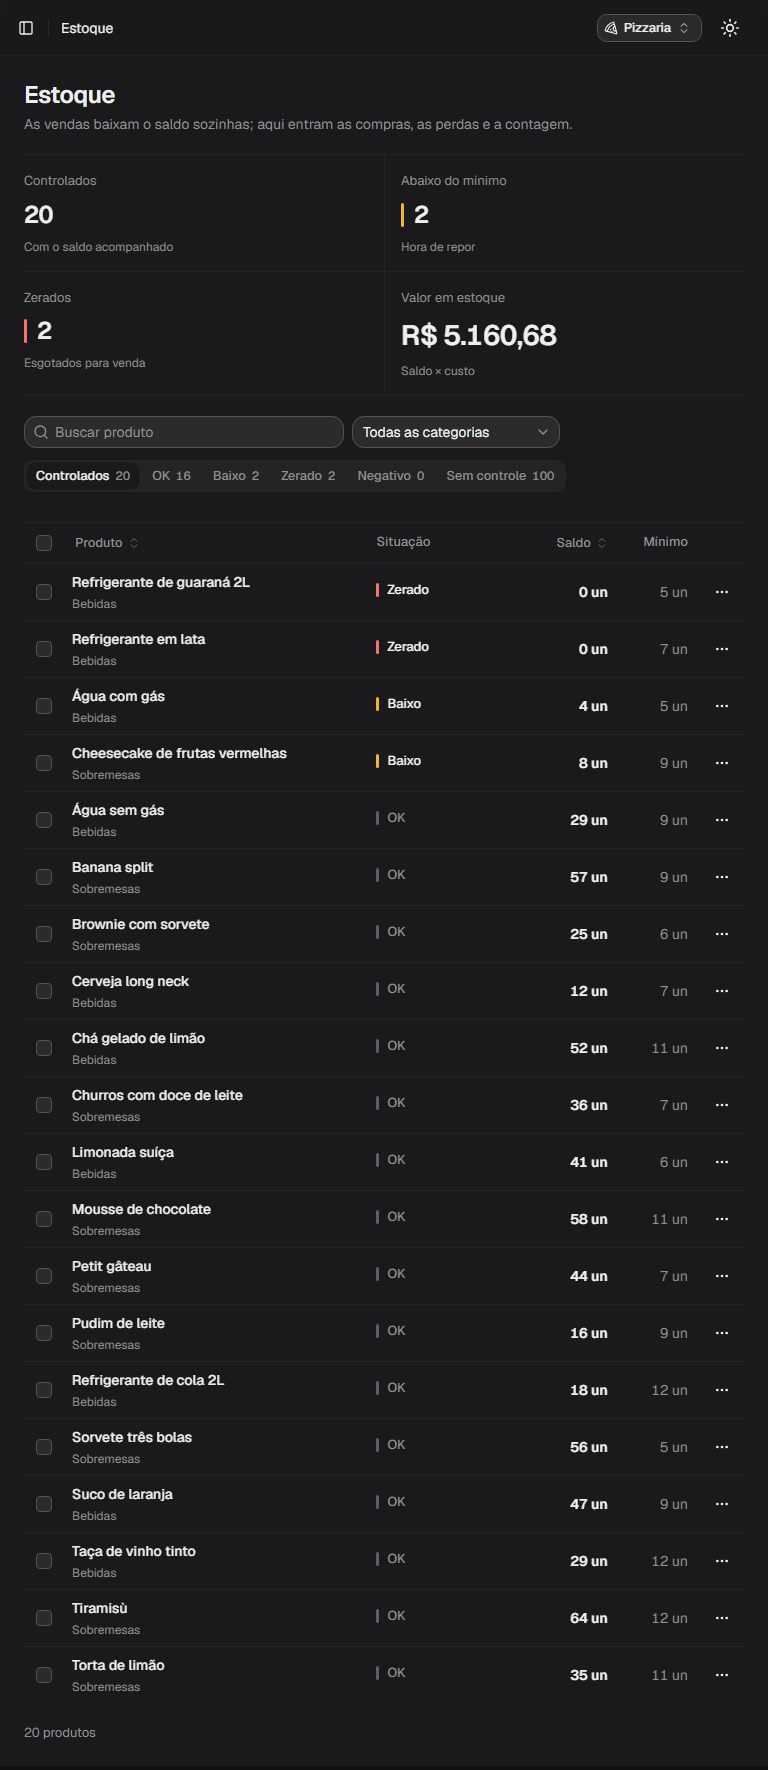 Estoque
Pizzaria
Estoque
As vendas baixam o saldo sozinhas; aqui entram as compras, as perdas e a contagem.
Controlados
20
Com o saldo acompanhado
Abaixo do mínimo
2
Hora de repor
Zerados
2
Esgotados para venda
Valor em estoque
R$ 5.160,68
Saldo × custo
Buscar produto
Todas as categorias
Controlados 20 OK 16 Baixo 2 Zerado 2 Negativo 0 Sem controle 100
Produto Situação Saldo Mínimo
Refrigerante de guaraná 2L Zerado 0 un 5 un
Bebidas
Refrigerante em lata Zerado 0 un 7 un
Bebidas
Água com gás Baixo 4 un 5 un
Bebidas
Cheesecake de frutas vermelhas Baixo 8 un 9 un
Sobremesas
Água sem gás OK 29 un 9 un
Bebidas
Banana split OK 57 un 9 un
Sobremesas
Brownie com sorvete OK 25 un 6 un
Sobremesas
Cerveja long neck OK 12 un 7 un
Bebidas
Chá gelado de limão OK 52 un 11 un
Bebidas
Churros com doce de leite OK 36 un 7 un
Sobremesas
Limonada suíça OK 41 un 6 un
Bebidas
Mousse de chocolate OK 58 un 11 un
Sobremesas
Petit gâteau OK 44 un 7 un
Sobremesas
Pudim de leite OK 16 un 9 un
Sobremesas
Refrigerante de cola 2L OK 18 un 12 un
Bebidas
Sorvete três bolas OK 56 un 5 un
Sobremesas
Suco de laranja OK 47 un 9 un
Bebidas
Taça de vinho tinto OK 29 un 12 un
Bebidas
Tiramisù OK 64 un 12 un
Sobremesas
Torta de limão OK 35 un 11 un
Sobremesas
20 produtos